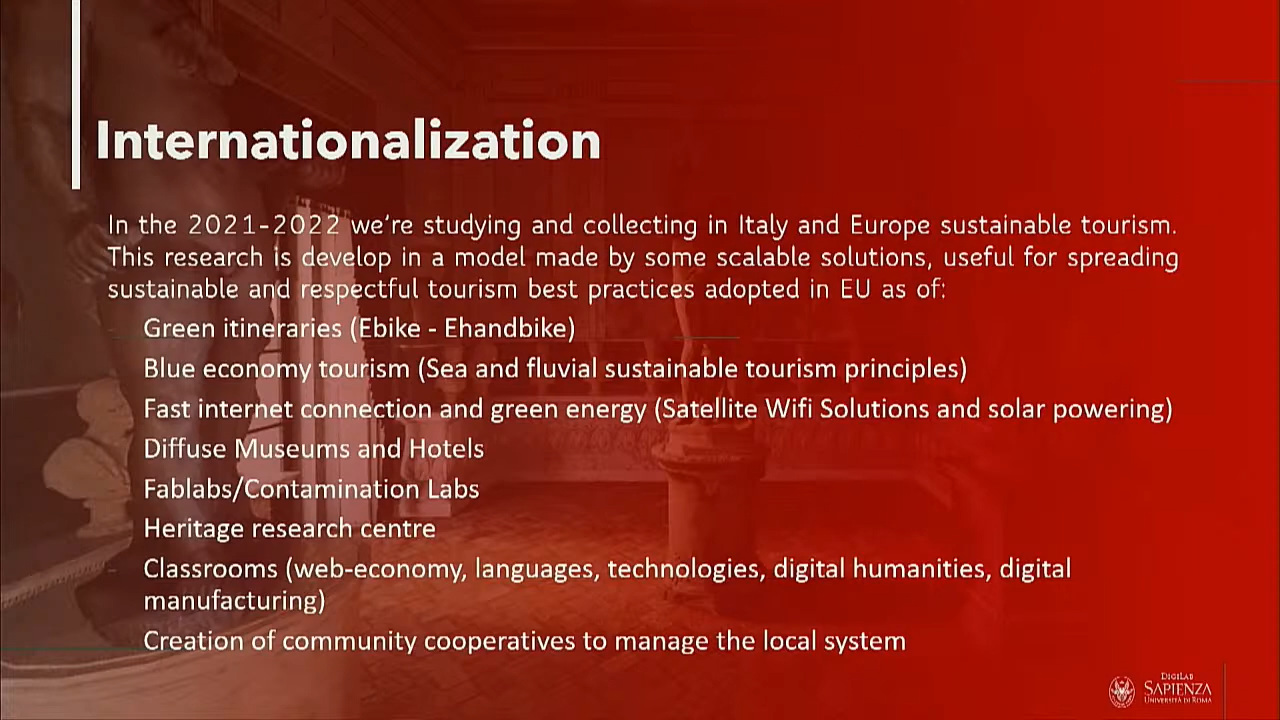 Internationalization
In the 2021-2022 we're studying and collecting in Italy and Europe sustainable tourism.
This research is develop in a model made by some scalable solutions, useful for spreading
sustainable and respectful tourism best practices adopted in EU as of:
Green itineraries (Ebike - Ehandbike)
Blue economy tourism (Sea and fluvial sustainable tourism principles)
Fast internet connection and green energy (Satellite Wifi Solutions and solar powering)
Diffuse Museums and Hotels
Fablabs/Contamination Labs
Heritage research centre
Classrooms (web-economy, languages, technologies, digital humanities, digital
manufacturing)
Creation of community cooperatives to manage the local system
DigiLab
SAPIENZA
UNIVERSITÀ DI ROMA